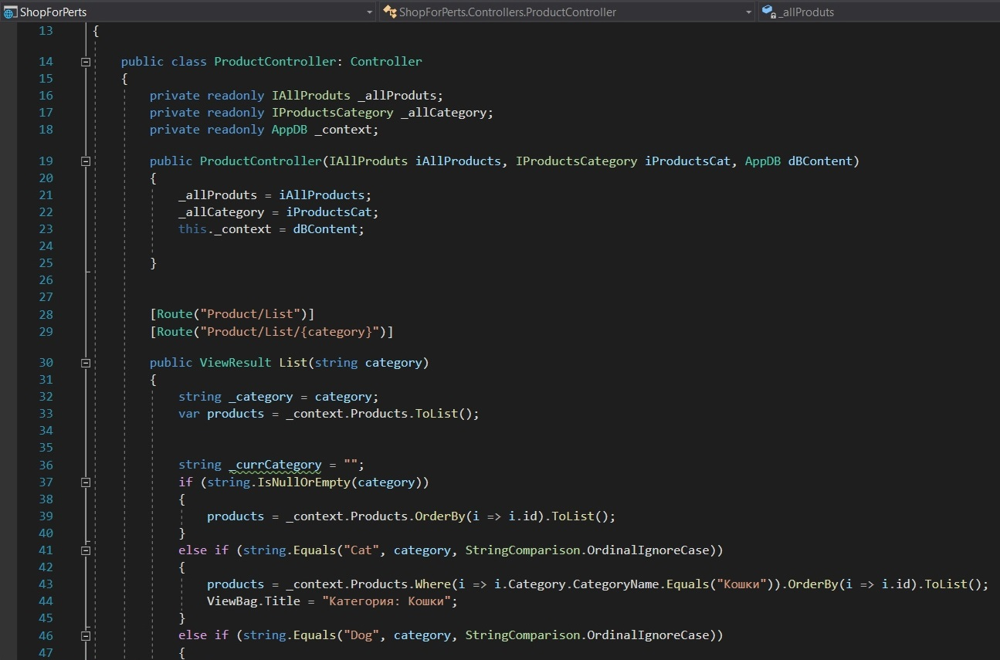 ShopForPerts ShopForPerts.Controllers.ProductController _allProduts
13 {
14 public class ProductController: Controller
15 {
16 private readonly IAllProduts _allProduts;
17 private readonly IProductsCategory _allCategory;
18 private readonly AppDB _context;
19 public ProductController(IAllProduts iAllProducts, IProductsCategory iProductsCat, AppDB dBContent)
20 {
21 _allProduts = iAllProducts;
22 _allCategory = iProductsCat;
23 this._context = dBContent;
24
25 }
26
27
28 [Route("Product/List")]
29 [Route("Product/List/{category}")]
30 public ViewResult List(string category)
31 {
32 string _category = category;
33 var products = _context.Products.ToList();
34
35
36 string _currCategory = "";
37 if (string.IsNullOrEmpty(category))
38 {
39 products = _context.Products.OrderBy(i => i.id).ToList();
40 }
41 else if (string.Equals("Cat", category, StringComparison.OrdinalIgnoreCase))
42 {
43 products = _context.Products.Where(i => i.Category.CategoryName.Equals("Кошки")).OrderBy(i => i.id).ToList();
44 ViewBag.Title = "Категория: Кошки";
45 }
46 else if (string.Equals("Dog", category, StringComparison.OrdinalIgnoreCase))
47 {